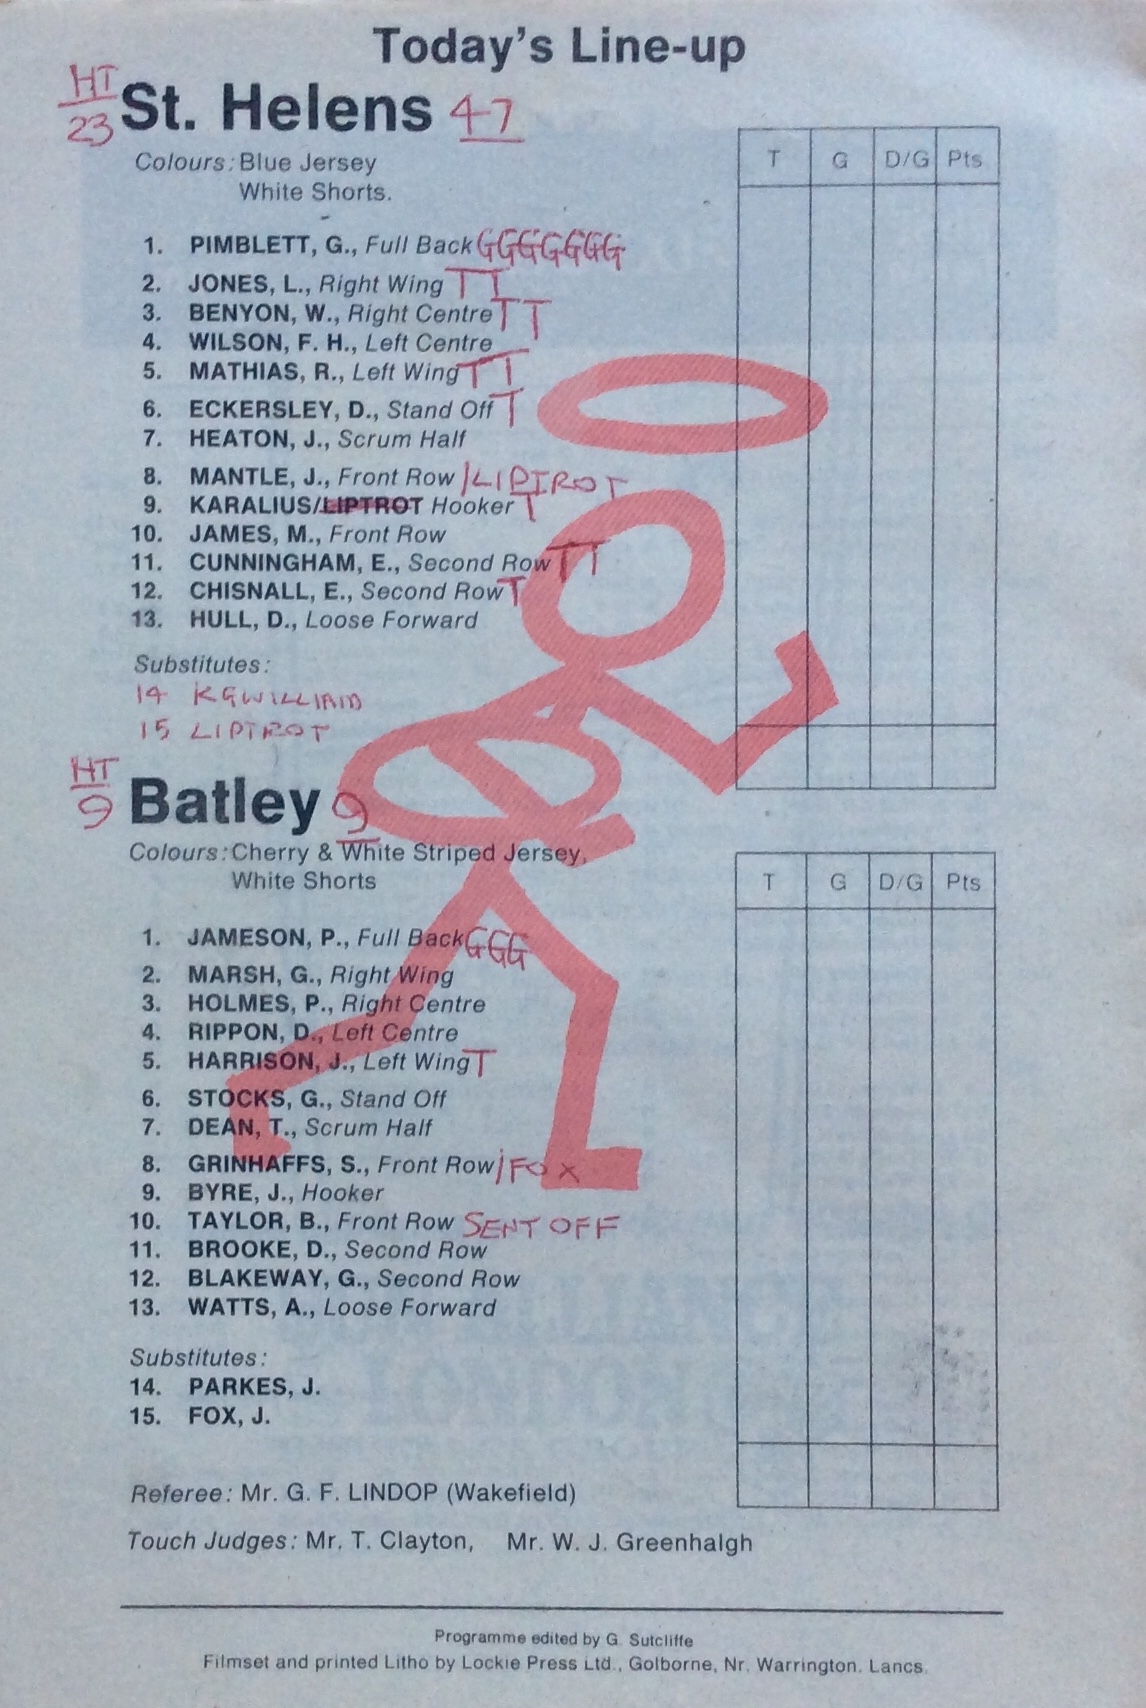 Today's Line-up
HT
23
St. Helens 47
Colours: Blue Jersey
White Shorts.
T G D/G Pts
1. PIMBLETT, G., Full Back GGGGGGG
2. JONES, L., Right Wing T T
3. BENYON, W., Right Centre T T
4. WILSON, F. H., Left Centre
5. MATHIAS, R., Left Wing T T
6. ECKERSLEY, D., Stand Off T
7. HEATON, J., Scrum Half
8. MANTLE, J., Front Row /LIPTROT
9. KARALIUS/LIPTROT Hooker T
10. JAMES, M., Front Row
11. CUNNINGHAM, E., Second Row T T
12. CHISNALL, E., Second Row T
13. HULL, D., Loose Forward
Substitutes:
14 KGWILLIAM
15 LIPTROT
HT
9
Batley 9
Colours: Cherry & White Striped Jersey,
White Shorts
T G D/G Pts
1. JAMESON, P., Full Back GGG
2. MARSH, G., Right Wing
3. HOLMES, P., Right Centre
4. RIPPON, D., Left Centre
5. HARRISON, J., Left Wing T
6. STOCKS, G., Stand Off
7. DEAN, T., Scrum Half
8. GRINHAFFS, S., Front Row /FOX
9. BYRE, J., Hooker
10. TAYLOR, B., Front Row SENT OFF
11. BROOKE, D., Second Row
12. BLAKEWAY, G., Second Row
13. WATTS, A., Loose Forward
Substitutes:
14. PARKES, J.
15. FOX, J.
Referee: Mr. G. F. LINDOP (Wakefield)
Touch Judges: Mr. T. Clayton, Mr. W. J. Greenhalgh
Programme edited by G. Sutcliffe
Filmset and printed Litho by Lockie Press Ltd., Golborne, Nr. Warrington. Lancs.